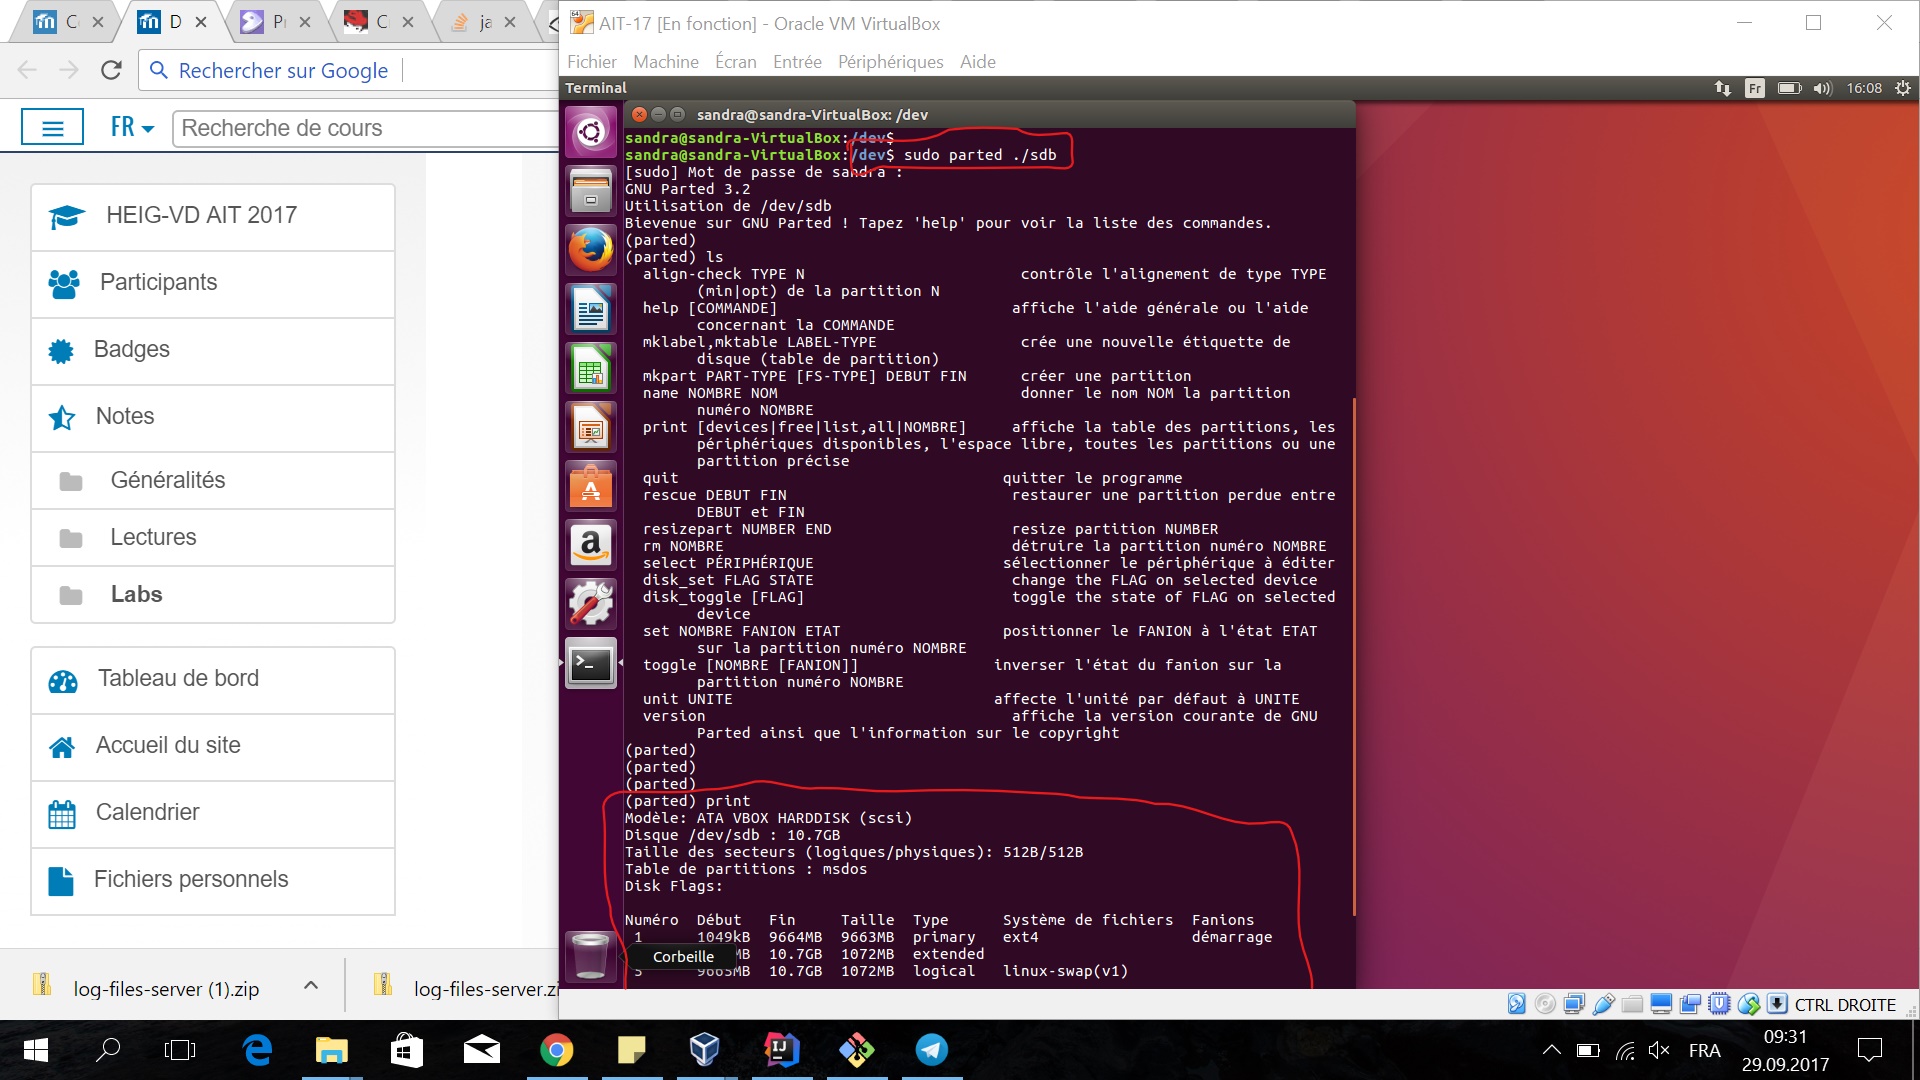 C
D
P
C
ja
Rechercher sur Google
FR
Recherche de cours
HEIG-VD AIT 2017
Participants
Badges
Notes
Généralités
Lectures
Labs
Tableau de bord
Accueil du site
Calendrier
Fichiers personnels
log-files-server (1).zip
log-files-server.zi
AIT-17 [En fonction] - Oracle VM VirtualBox
Fichier Machine Écran Entrée Périphériques Aide
Terminal
Fr
16:08
sandra@sandra-VirtualBox: /dev
sandra@sandra-VirtualBox:/dev$
sandra@sandra-VirtualBox:/dev$ sudo parted ./sdb
[sudo] Mot de passe de sandra :
GNU Parted 3.2
Utilisation de /dev/sdb
Bievenue sur GNU Parted ! Tapez 'help' pour voir la liste des commandes.
(parted)
(parted) ls
align-check TYPE N contrôle l'alignement de type TYPE
(min|opt) de la partition N
help [COMMANDE] affiche l'aide générale ou l'aide
concernant la COMMANDE
mklabel,mktable LABEL-TYPE crée une nouvelle étiquette de
disque (table de partition)
mkpart PART-TYPE [FS-TYPE] DEBUT FIN créer une partition
name NOMBRE NOM donner le nom NOM la partition
numéro NOMBRE
print [devices|free|list,all|NOMBRE] affiche la table des partitions, les
périphériques disponibles, l'espace libre, toutes les partitions ou une
partition précise
quit quitter le programme
rescue DEBUT FIN restaurer une partition perdue entre
DEBUT et FIN
resizepart NUMBER END resize partition NUMBER
rm NOMBRE détruire la partition numéro NOMBRE
select PÉRIPHÉRIQUE sélectionner le périphérique à éditer
disk_set FLAG STATE change the FLAG on selected device
disk_toggle [FLAG] toggle the state of FLAG on selected
device
set NOMBRE FANION ETAT positionner le FANION à l'état ETAT
sur la partition numéro NOMBRE
toggle [NOMBRE [FANION]] inverser l'état du fanion sur la
partition numéro NOMBRE
unit UNITE affecte l'unité par défaut à UNITE
version affiche la version courante de GNU
Parted ainsi que l'information sur le copyright
(parted)
(parted)
(parted)
(parted) print
Modèle: ATA VBOX HARDDISK (scsi)
Disque /dev/sdb : 10.7GB
Taille des secteurs (logiques/physiques): 512B/512B
Table de partitions : msdos
Disk Flags:
Numéro Début Fin Taille Type Système de fichiers Fanions
1 1049kB 9664MB 9663MB primary ext4 démarrage
MB 10.7GB 1072MB extended
5 9665MB 10.7GB 1072MB logical linux-swap(v1)
Corbeille
CTRL DROITE
FRA
09:31
29.09.2017